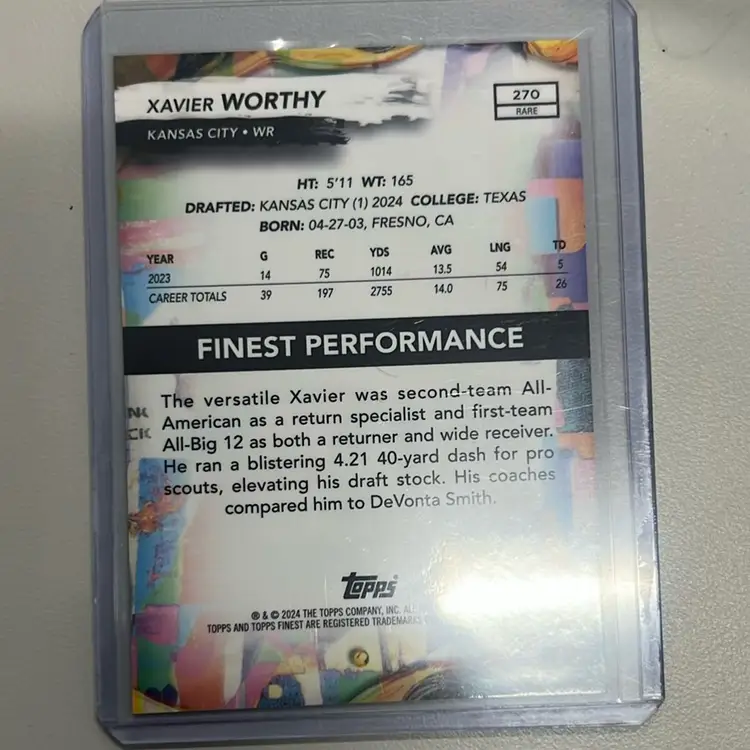 XAVIER WORTHY
270
RARE
KANSAS CITY • WR
HT: 5'11 WT: 165
DRAFTED: KANSAS CITY (1) 2024 COLLEGE: TEXAS
BORN: 04-27-03, FRESNO, CA
YEAR G REC YDS AVG LNG TD
2023 14 75 1014 13.5 54 5
CAREER TOTALS 39 197 2755 14.0 75 26
FINEST PERFORMANCE
The versatile Xavier was second-team All-
American as a return specialist and first-team
All-Big 12 as both a returner and wide receiver.
He ran a blistering 4.21 40-yard dash for pro
scouts, elevating his draft stock. His coaches
compared him to DeVonta Smith.
topps
® & © 2024 THE TOPPS COMPANY, INC.
TOPPS AND TOPPS FINEST ARE REGISTERED TRADEMARKS